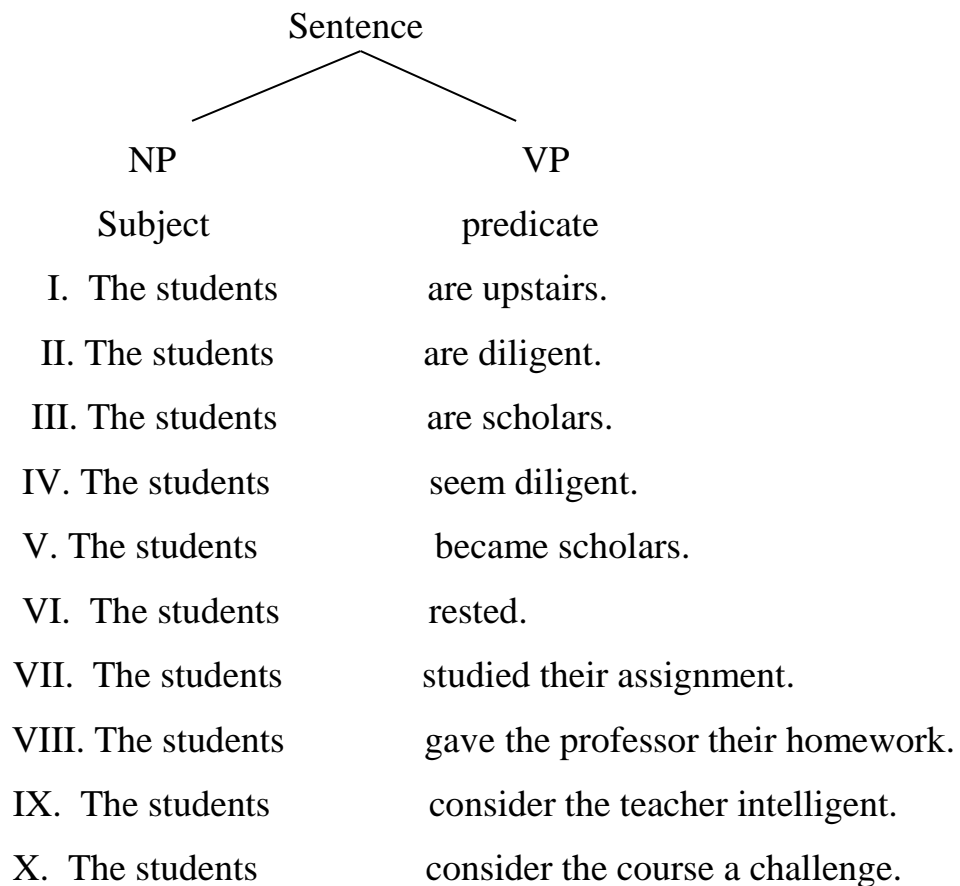 Sentence
NP VP
Subject predicate
I. The students are upstairs.
II. The students are diligent.
III. The students are scholars.
IV. The students seem diligent.
V. The students became scholars.
VI. The students rested.
VII. The students studied their assignment.
VIII. The students gave the professor their homework.
IX. The students consider the teacher intelligent.
X. The students consider the course a challenge.